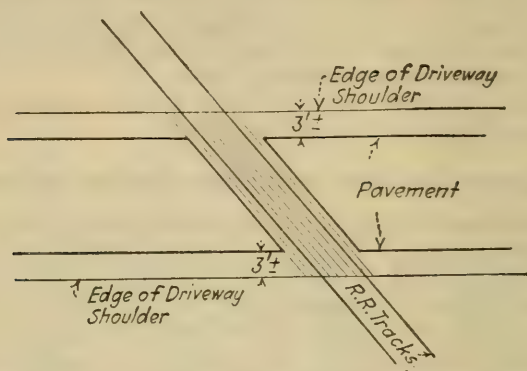 Edge of Driveway
Shoulder
3' ±
Pavement
3' ±
Edge of Driveway
Shoulder
R.R. Tracks.